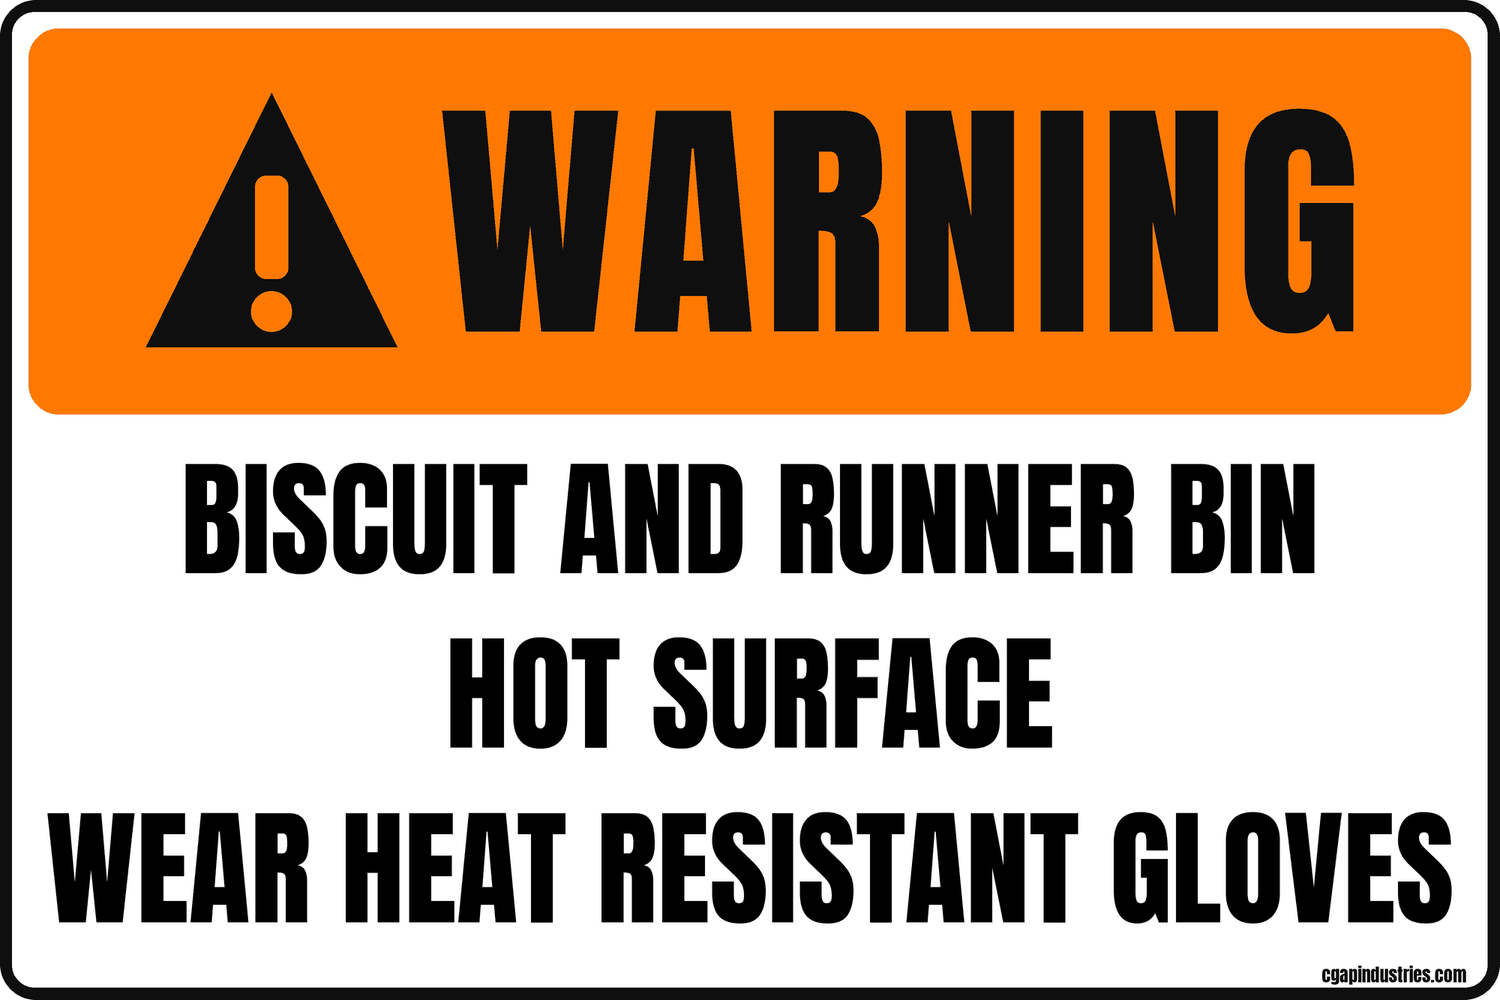 WARNING
BISCUIT AND RUNNER BIN
HOT SURFACE
WEAR HEAT RESISTANT GLOVES
cgapindustries.com